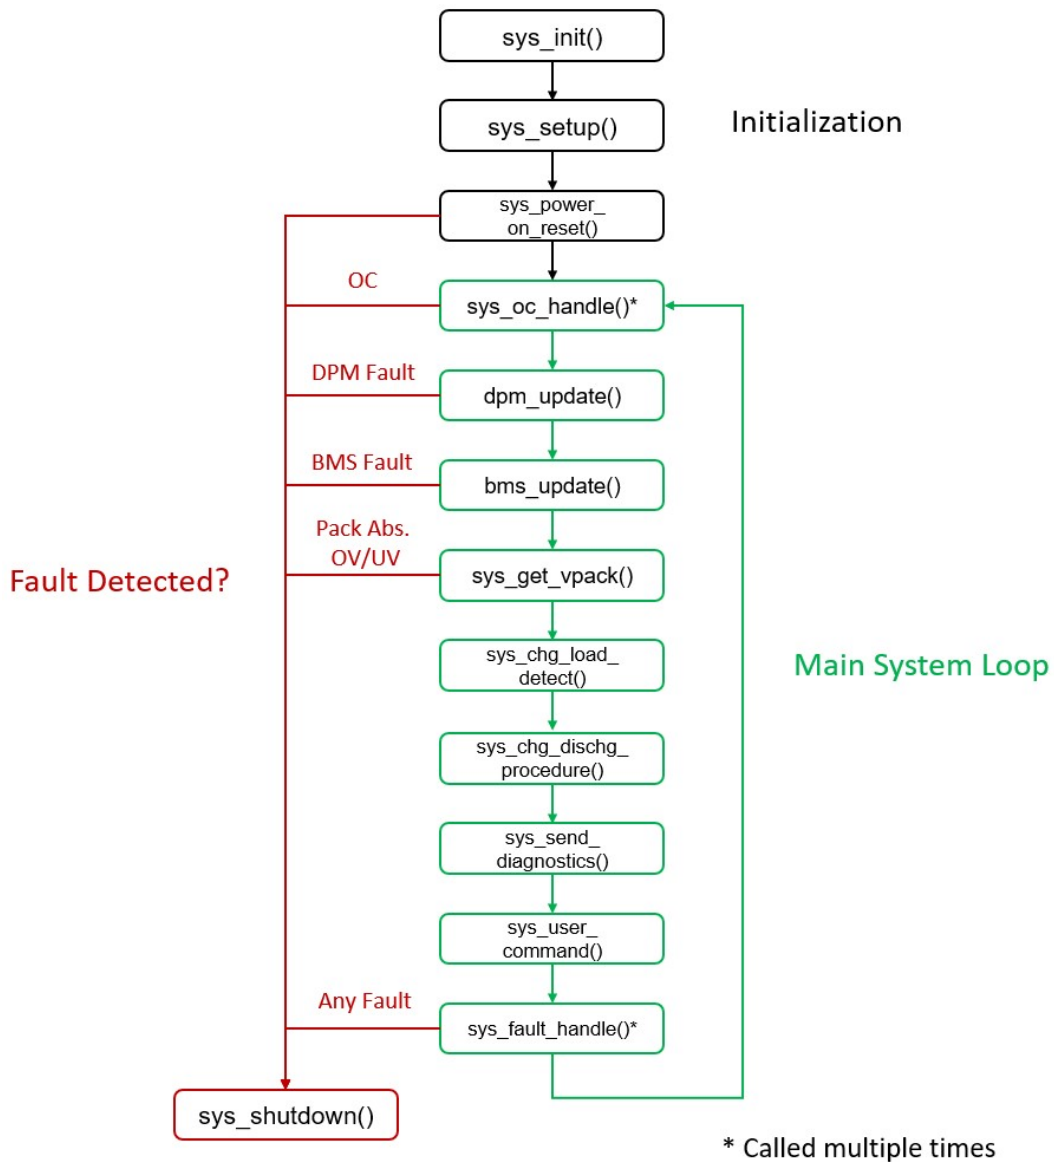 sys_init()
sys_setup()
Initialization
sys_power_
on_reset()
OC
sys_oc_handle()*
DPM Fault
dpm_update()
BMS Fault
bms_update()
Pack Abs.
OV/UV
sys_get_vpack()
Fault Detected?
sys_chg_load_
detect()
Main System Loop
sys_chg_dischg_
procedure()
sys_send_
diagnostics()
sys_user_
command()
Any Fault
sys_fault_handle()*
sys_shutdown()
* Called multiple times